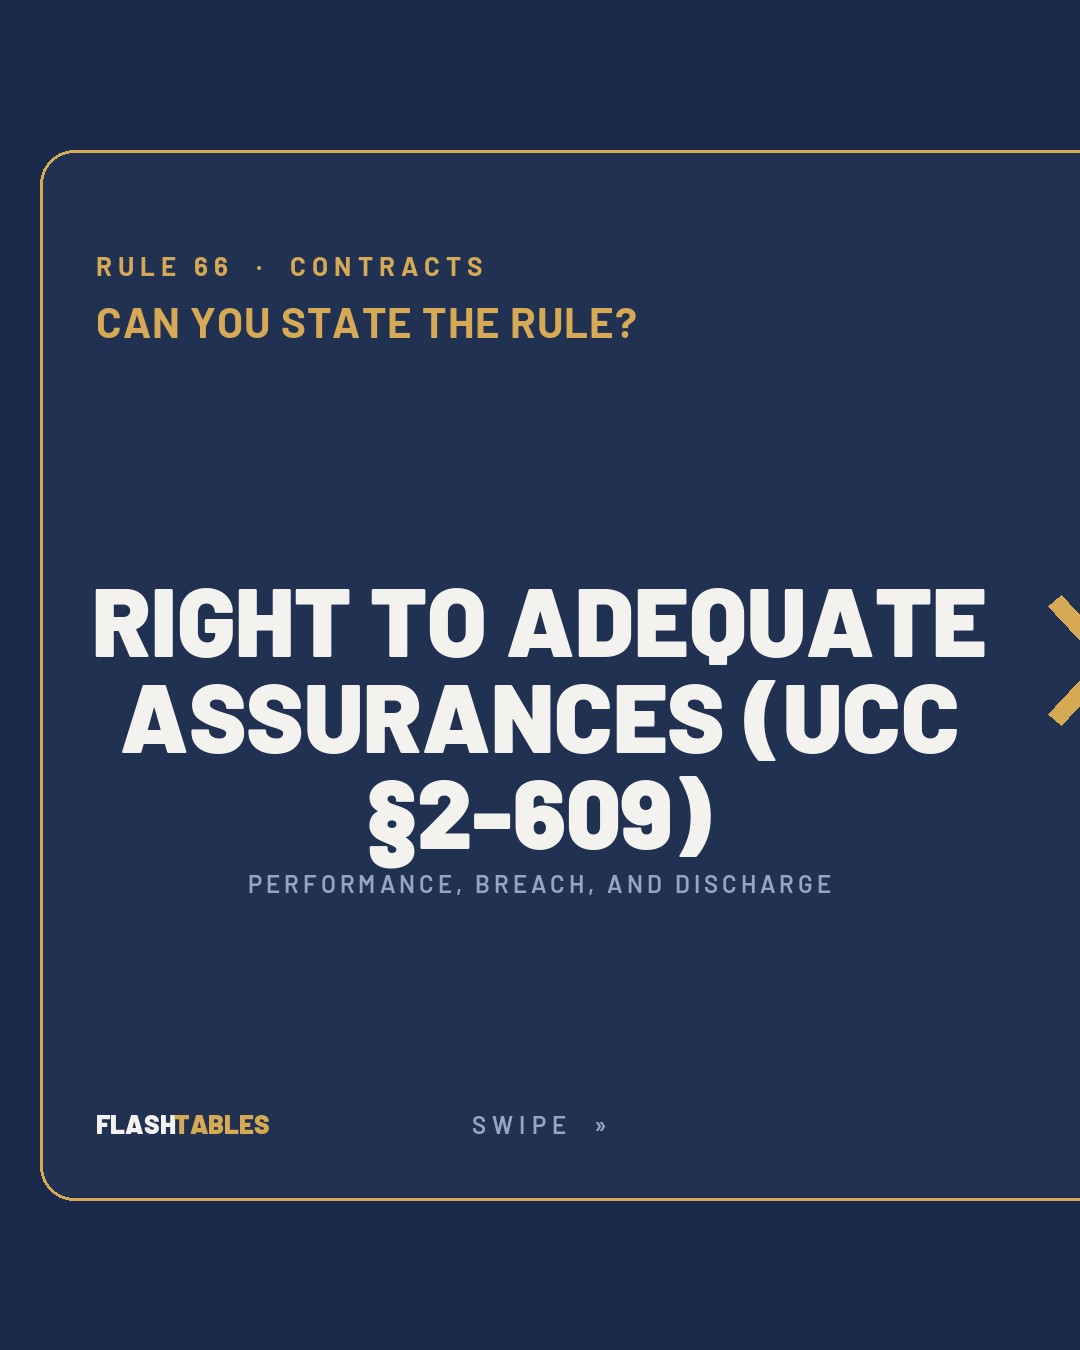 RULE 66 · CONTRACTS
CAN YOU STATE THE RULE?
RIGHT TO ADEQUATE
ASSURANCES (UCC
§2-609)
PERFORMANCE, BREACH, AND DISCHARGE
FLASHTABLES
SWIPE »